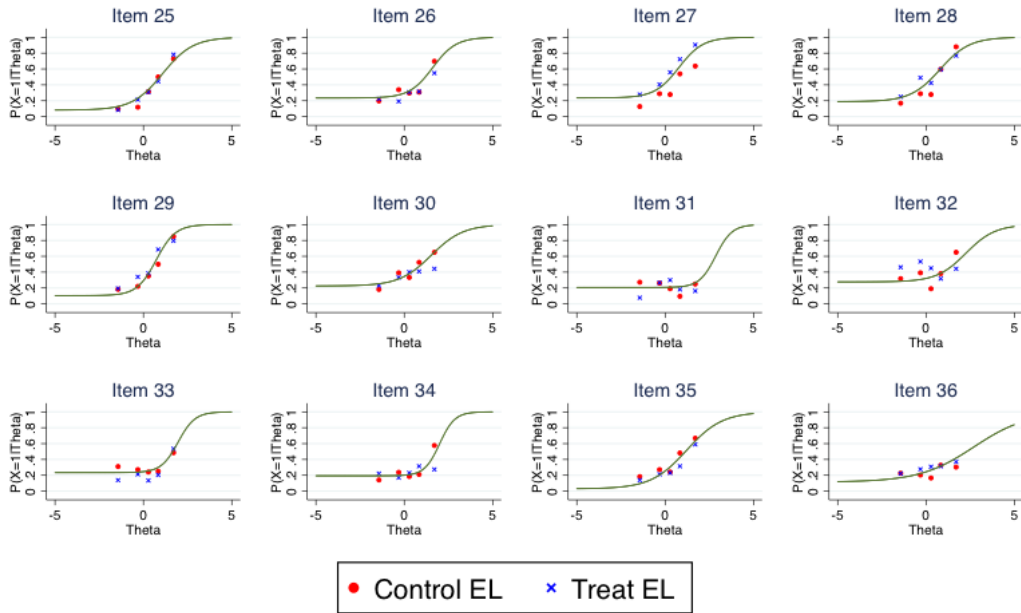 Item 25
P(X=1|Theta)
0 .2 .4 .6 .8 1
-5 0 5
Theta
Item 26
P(X=1|Theta)
0 .2 .4 .6 .8 1
-5 0 5
Theta
Item 27
P(X=1|Theta)
0 .2 .4 .6 .8 1
-5 0 5
Theta
Item 28
P(X=1|Theta)
0 .2 .4 .6 .8 1
-5 0 5
Theta
Item 29
P(X=1|Theta)
0 .2 .4 .6 .8 1
-5 0 5
Theta
Item 30
P(X=1|Theta)
0 .2 .4 .6 .8 1
-5 0 5
Theta
Item 31
P(X=1|Theta)
0 .2 .4 .6 .8 1
-5 0 5
Theta
Item 32
P(X=1|Theta)
0 .2 .4 .6 .8 1
-5 0 5
Theta
Item 33
P(X=1|Theta)
0 .2 .4 .6 .8 1
-5 0 5
Theta
Item 34
P(X=1|Theta)
0 .2 .4 .6 .8 1
-5 0 5
Theta
Item 35
P(X=1|Theta)
0 .2 .4 .6 .8 1
-5 0 5
Theta
Item 36
P(X=1|Theta)
0 .2 .4 .6 .8 1
-5 0 5
Theta
Control EL Treat EL